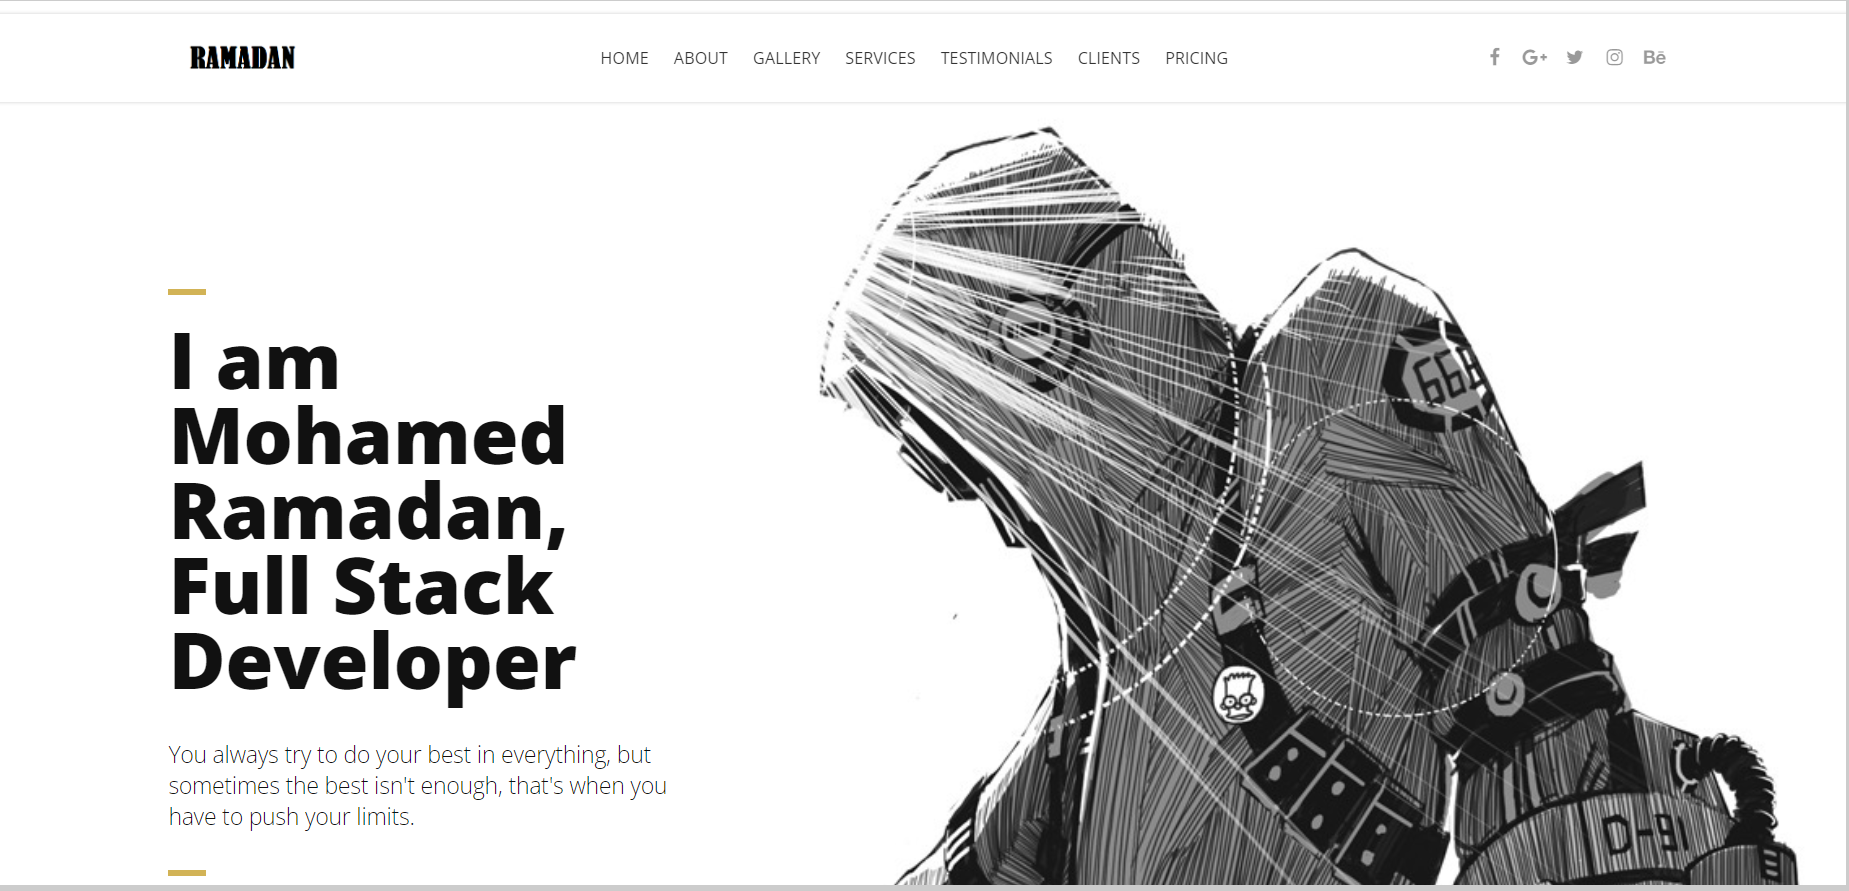 RAMADAN
HOME ABOUT GALLERY SERVICES TESTIMONIALS CLIENTS PRICING
f G+ Bē
I am
Mohamed
Ramadan,
Full Stack
Developer
You always try to do your best in everything, but
sometimes the best isn't enough, that's when you
have to push your limits.
D-91